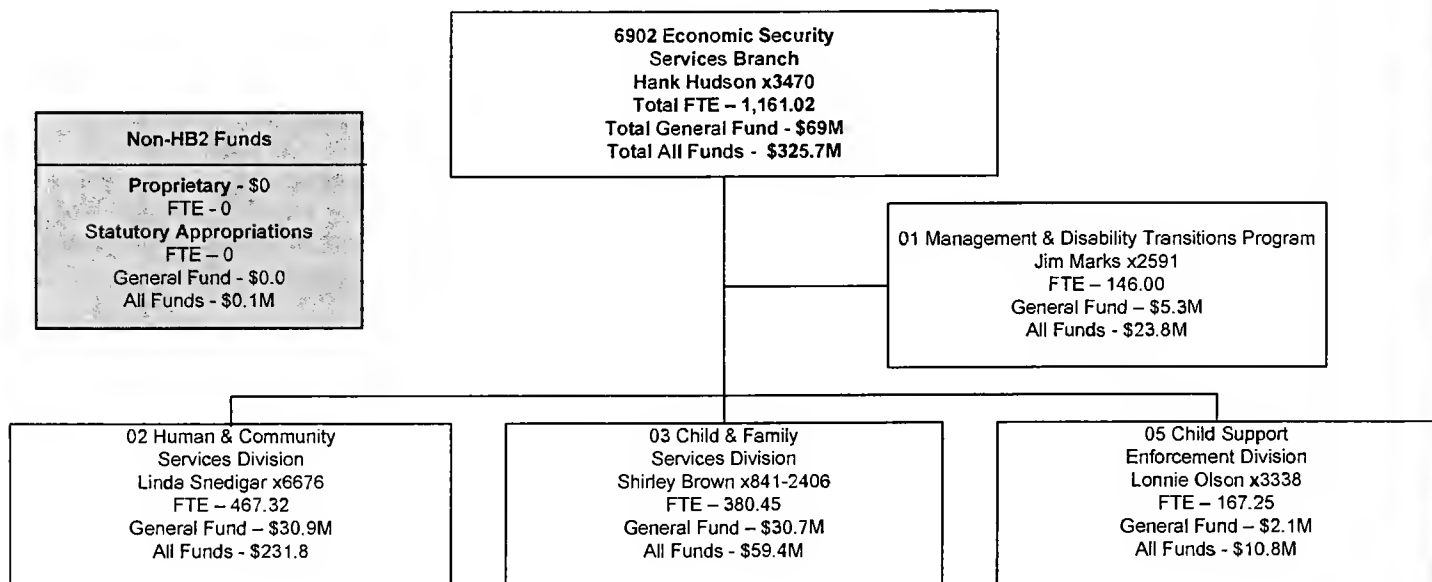 6902 Economic Security
Services Branch
Hank Hudson x3470
Total FTE – 1,161.02
Total General Fund - $69M
Total All Funds - $325.7M
Non-HB2 Funds
Proprietary - $0
FTE - 0
Statutory Appropriations
FTE – 0
General Fund - $0.0
All Funds - $0.1M
01 Management & Disability Transitions Program
Jim Marks x2591
FTE – 146.00
General Fund – $5.3M
All Funds - $23.8M
02 Human & Community
Services Division
Linda Snedigar x6676
FTE – 467.32
General Fund – $30.9M
All Funds - $231.8
03 Child & Family
Services Division
Shirley Brown x841-2406
FTE – 380.45
General Fund – $30.7M
All Funds - $59.4M
05 Child Support
Enforcement Division
Lonnie Olson x3338
FTE – 167.25
General Fund – $2.1M
All Funds - $10.8M